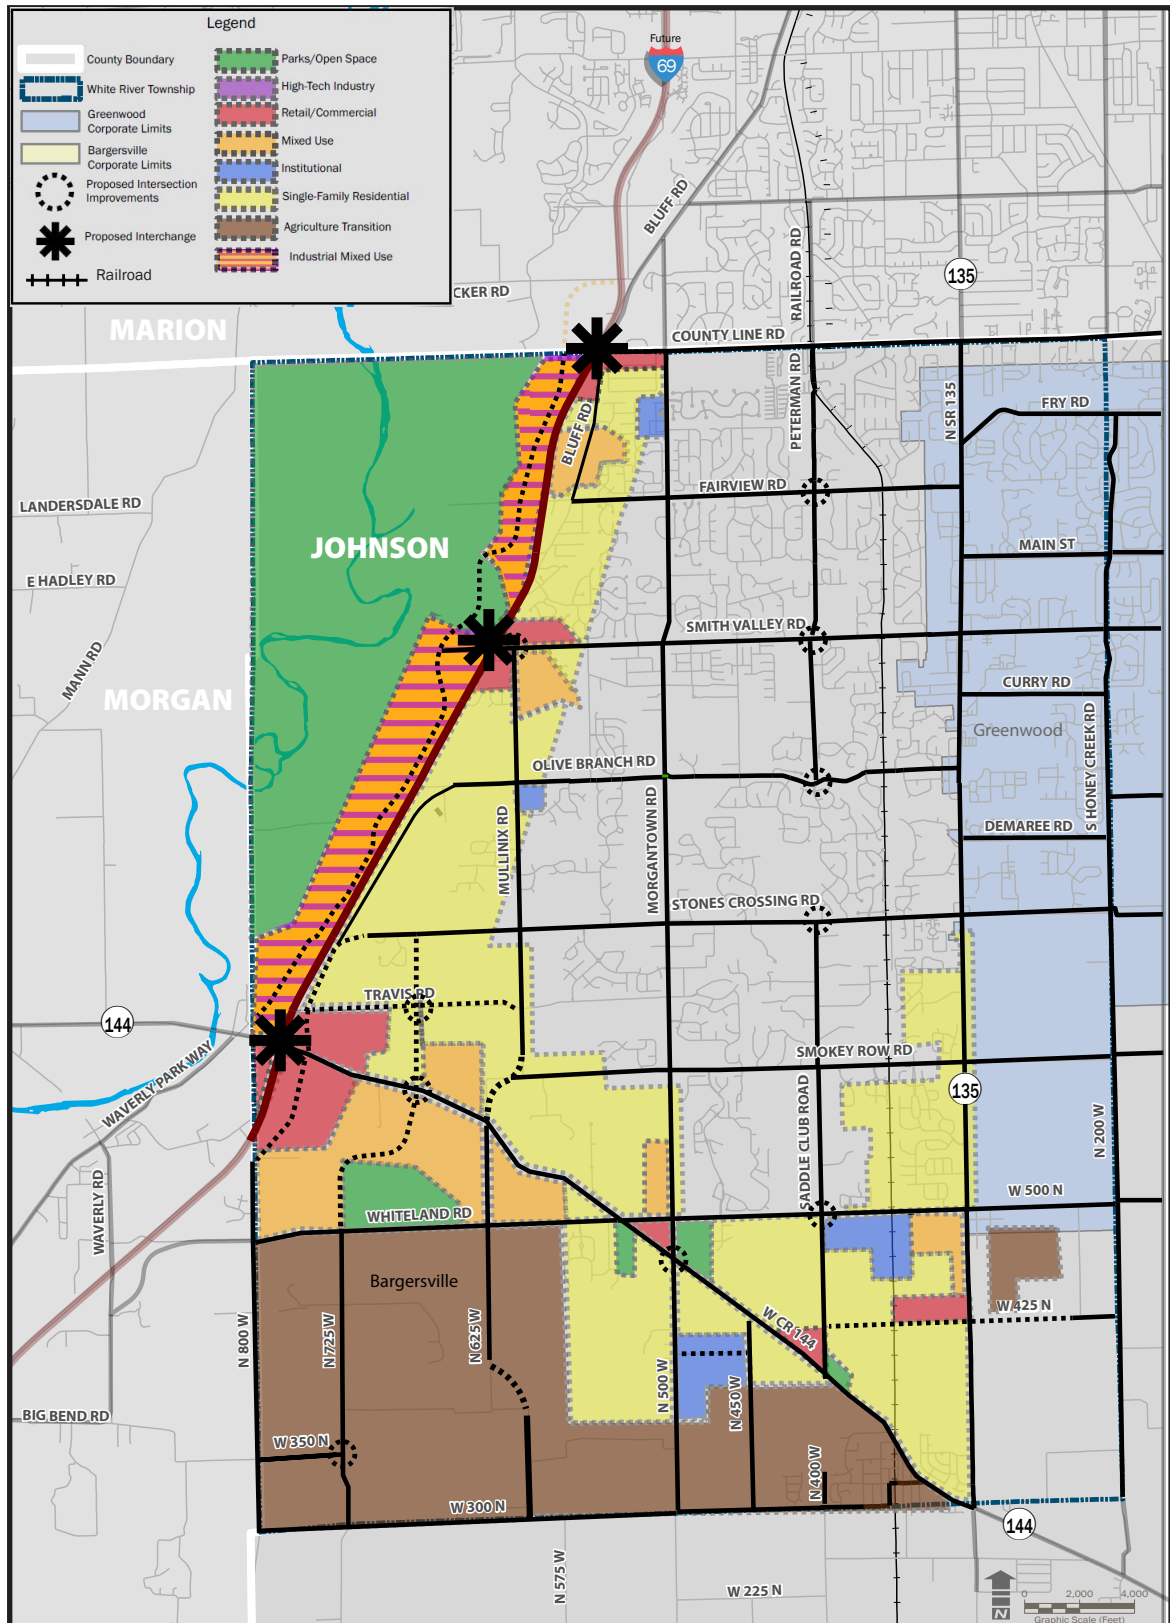 Legend
County Boundary
White River Township
Greenwood
Corporate Limits
Bargersville
Corporate Limits
Proposed Intersection
Improvements
Proposed Interchange
Railroad
Parks/Open Space
High-Tech Industry
Retail/Commercial
Mixed Use
Institutional
Single-Family Residential
Agriculture Transition
Industrial Mixed Use
Future
69
BLUFF RD
RAILROAD RD
135
CKER RD
MARION
COUNTY LINE RD
PETERMAN RD
N SR 135
FRY RD
BLUFF RD
FAIRVIEW RD
LANDERSDALE RD
JOHNSON
MAIN ST
E HADLEY RD
SMITH VALLEY RD
MANN RD
MORGAN
CURRY RD
Greenwood
S HONEY CREEK RD
OLIVE BRANCH RD
MULLINIX RD
MORGANTOWN RD
DEMAREE RD
STONES CROSSING RD
TRAVIS RD
144
WAVERLY PARK WAY
SMOKEY ROW RD
SADDLE CLUB ROAD
135
N 200 W
WAVERLY RD
W 500 N
WHITELAND RD
Bargersville
N 800 W
N 725 W
N 625 W
W CR 144
W 425 N
N 500 W
N 450 W
BIG BEND RD
W 350 N
N 400 W
W 300 N
144
N 575 W
W 225 N
N
0 2,000 4,000
Graphic Scale (Feet)